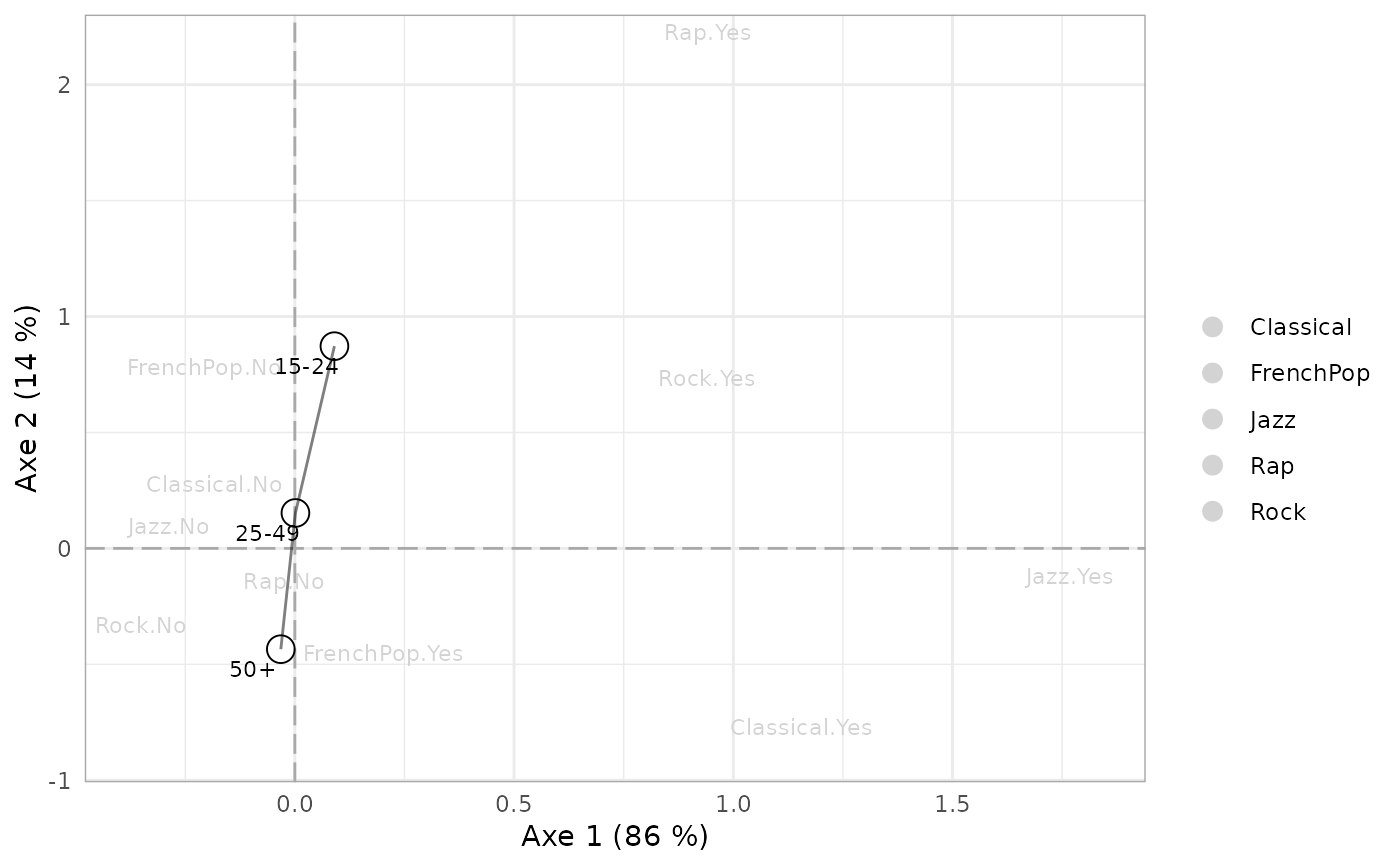 Rap.Yes
2
1
FrenchPop.No
15-24
Rock.Yes
Classical.No
Jazz.No
25-49
0
Rap.No
Jazz.Yes
Rock.No
FrenchPop.Yes
50+
Classical.Yes
-1
0.0 0.5 1.0 1.5
Axe 1 (86 %)
Axe 2 (14 %)
Classical
FrenchPop
Jazz
Rap
Rock